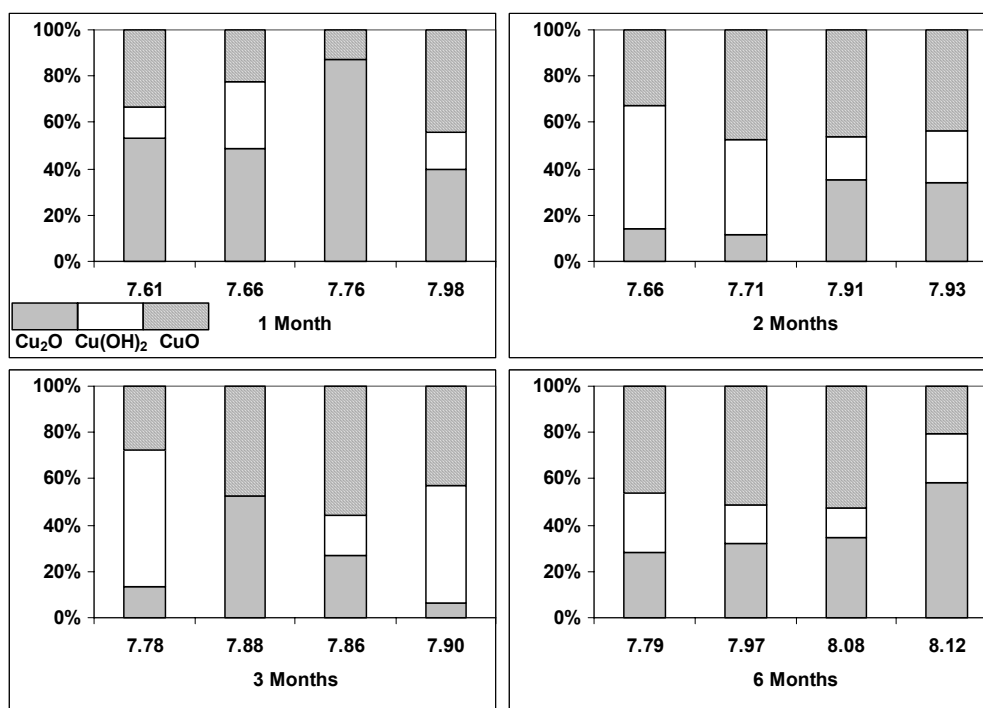 100%
80%
60%
40%
20%
0%
7.61 7.66 7.76 7.98
1 Month
Cu₂O Cu(OH)₂ CuO
100%
80%
60%
40%
20%
0%
7.66 7.71 7.91 7.93
2 Months
100%
80%
60%
40%
20%
0%
7.78 7.88 7.86 7.90
3 Months
100%
80%
60%
40%
20%
0%
7.79 7.97 8.08 8.12
6 Months